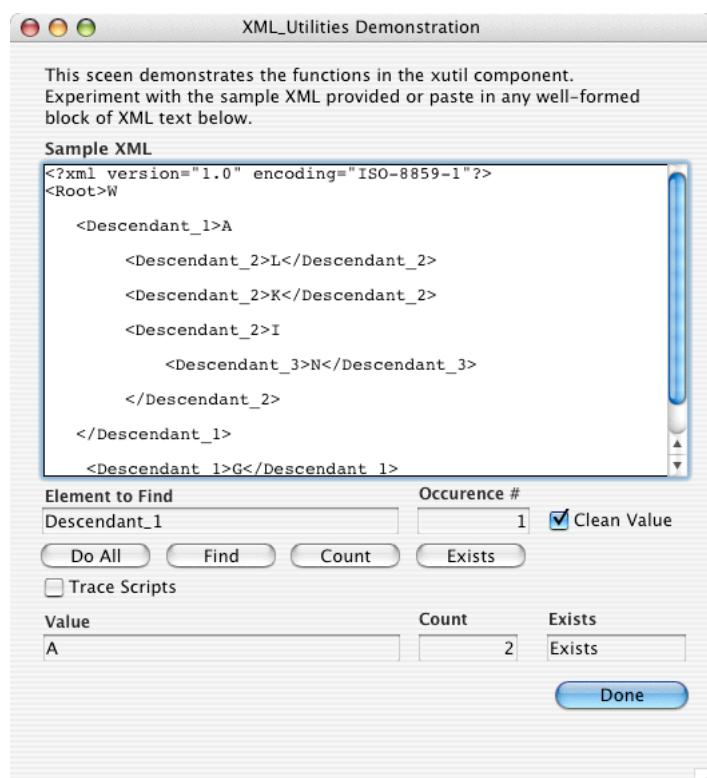 XML_Utilities Demonstration
This sceen demonstrates the functions in the xutil component.
Experiment with the sample XML provided or paste in any well-formed
block of XML text below.
Sample XML
<?xml version="1.0" encoding="ISO-8859-1"?>
<Root>W
<Descendant_1>A
<Descendant_2>L</Descendant_2>
<Descendant_2>K</Descendant_2>
<Descendant_2>I
<Descendant_3>N</Descendant_3>
</Descendant_2>
</Descendant_1>
<Descendant_1>G</Descendant_1>
Element to Find Occurence #
Descendant_1 1 Clean Value
Do All Find Count Exists
Trace Scripts
Value Count Exists
A 2 Exists
Done